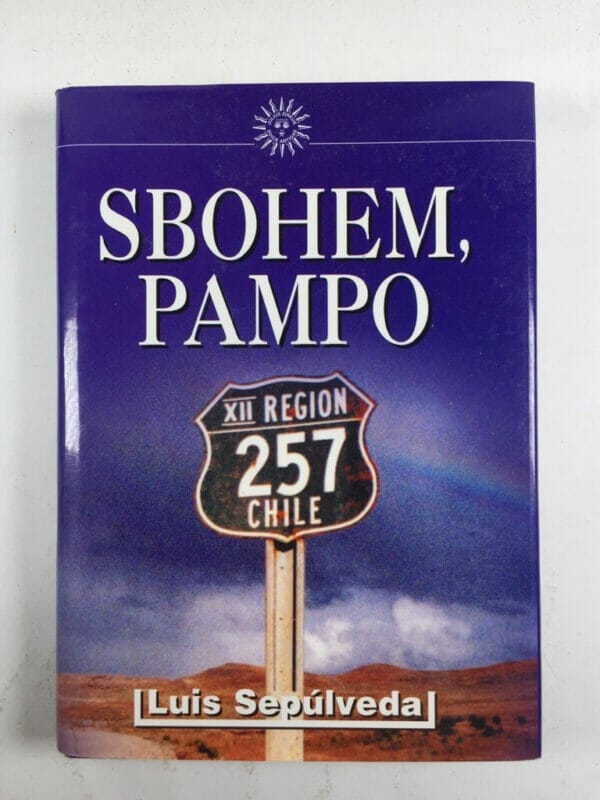 SBOHEM,
PAMPO
XII REGION
257
CHILE
Luis Sepúlveda